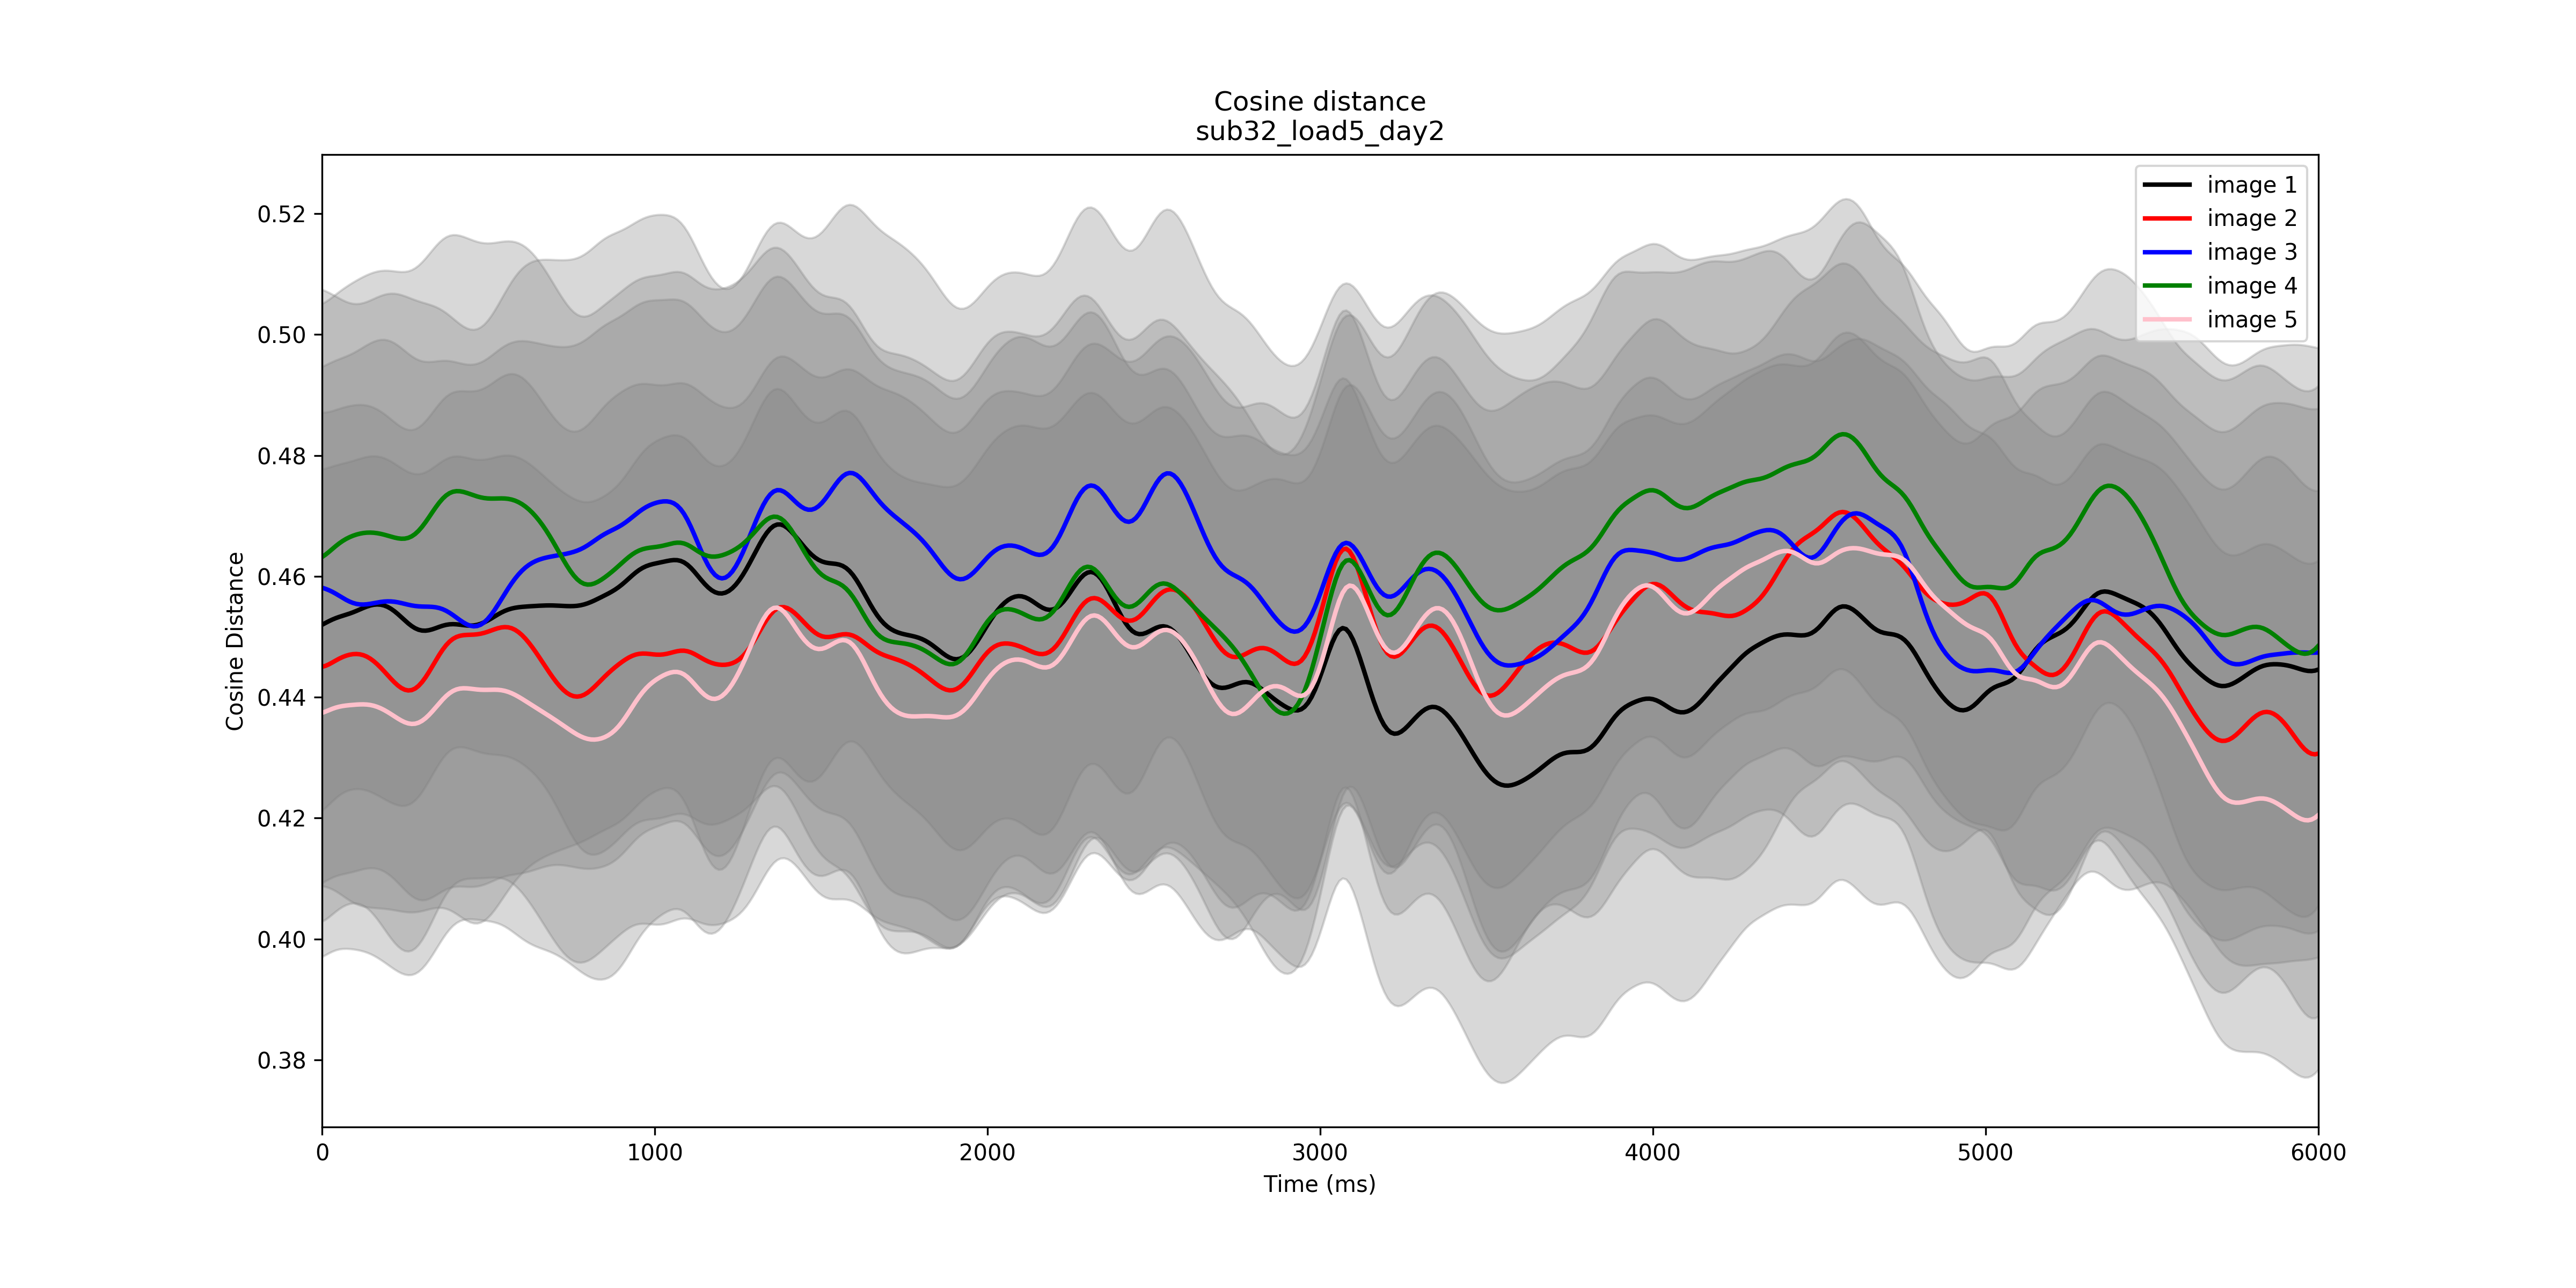 Cosine distance
sub32_load5_day2
image 1
image 2
image 3
image 4
image 5
Cosine Distance
0.52
0.50
0.48
0.46
0.44
0.42
0.40
0.38
0
1000
2000
3000
4000
5000
6000
Time (ms)